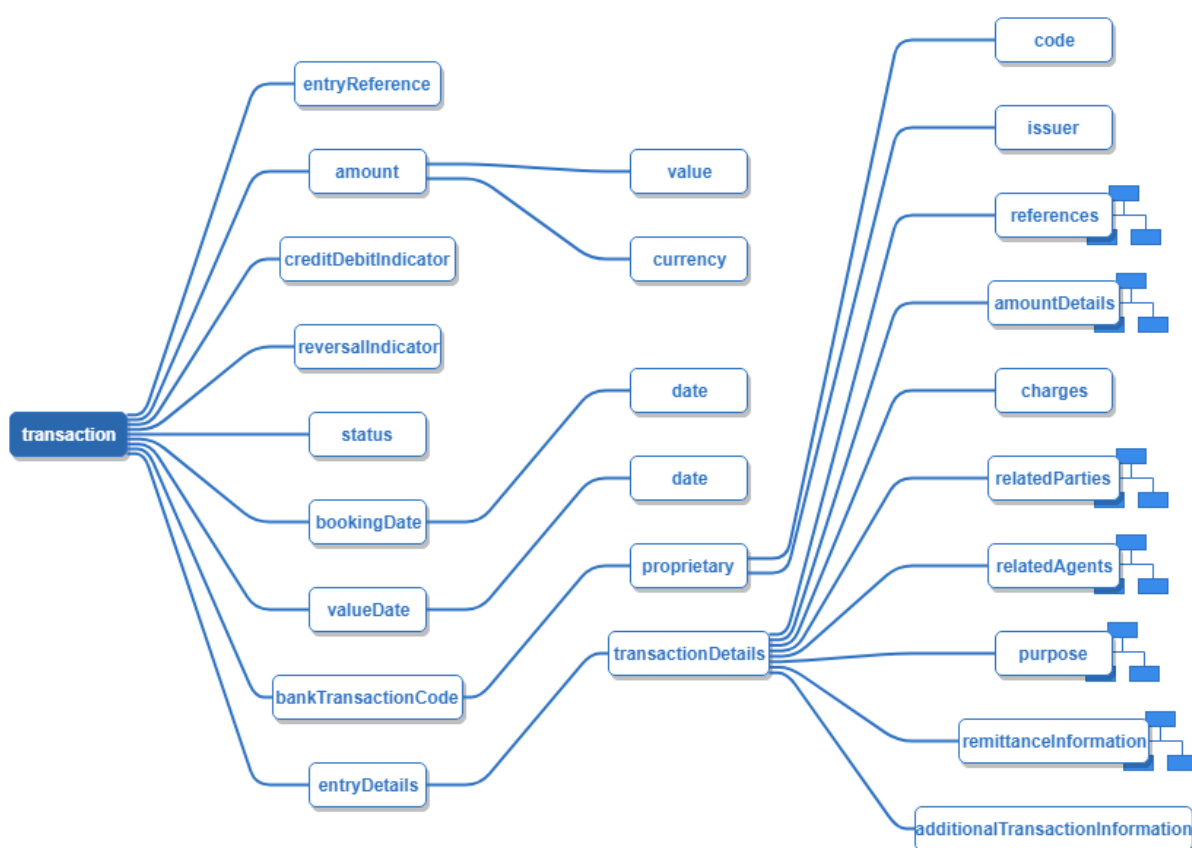 transaction
entryReference
amount
creditDebitIndicator
reversalIndicator
status
bookingDate
valueDate
bankTransactionCode
entryDetails
value
currency
date
date
proprietary
transactionDetails
code
issuer
references
amountDetails
charges
relatedParties
relatedAgents
purpose
remittanceInformation
additionalTransactionInformation